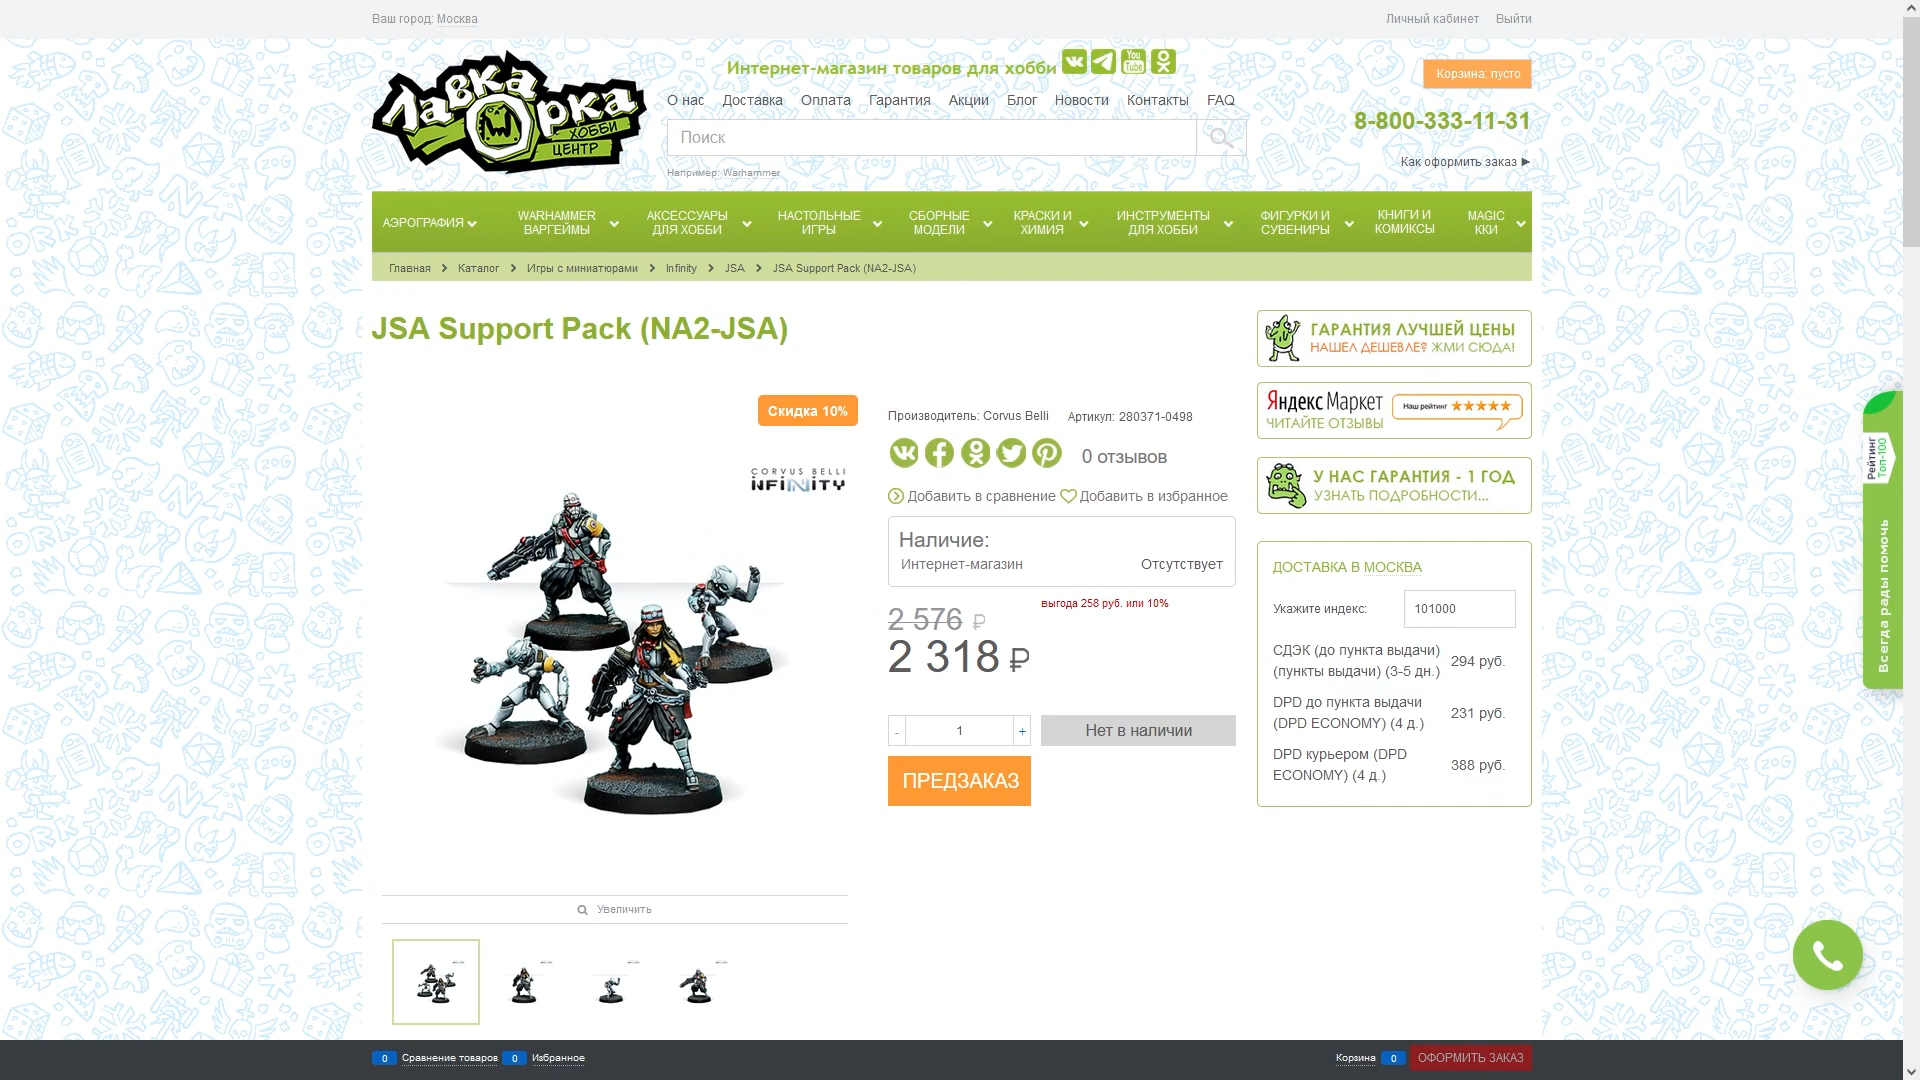 Ваш город: Москва
Личный кабинет
Выйти
Лавка Орка
ХОББИ
ЦЕНТР
Интернет-магазин товаров для хобби
You Tube
Корзина: пусто
О нас
Доставка
Оплата
Гарантия
Акции
Блог
Новости
Контакты
FAQ
8-800-333-11-31
Поиск
Как оформить заказ ►
Например: Warhammer
АЭРОГРАФИЯ
WARHAMMER
ВАРГЕЙМЫ
АКСЕССУАРЫ
ДЛЯ ХОББИ
НАСТОЛЬНЫЕ
ИГРЫ
СБОРНЫЕ
МОДЕЛИ
КРАСКИ И
ХИМИЯ
ИНСТРУМЕНТЫ
ДЛЯ ХОББИ
ФИГУРКИ И
СУВЕНИРЫ
КНИГИ И
КОМИКСЫ
MAGIC
ККИ
Главная
Каталог
Игры с миниатюрами
Infinity
JSA
JSA Support Pack (NA2-JSA)
JSA Support Pack (NA2-JSA)
Скидка 10%
CORVUS BELLI
INFINITY
Производитель: Corvus Belli
Артикул: 280371-0498
0 отзывов
Добавить в сравнение
Добавить в избранное
Наличие:
Интернет-магазин
Отсутствует
выгода 258 руб. или 10%
2 576 ₽
2 318 ₽
-
1
+
Нет в наличии
ПРЕДЗАКАЗ
ГАРАНТИЯ ЛУЧШЕЙ ЦЕНЫ
НАШЕЛ ДЕШЕВЛЕ? ЖМИ СЮДА!
Яндекс Маркет
Наш рейтинг
ЧИТАЙТЕ ОТЗЫВЫ
У НАС ГАРАНТИЯ - 1 ГОД
УЗНАТЬ ПОДРОБНОСТИ...
ДОСТАВКА В МОСКВА
Укажите индекс:
101000
СДЭК (до пункта выдачи)
(пункты выдачи) (3-5 дн.)
294 руб.
DPD до пункта выдачи
(DPD ECONOMY) (4 д.)
231 руб.
DPD курьером (DPD
ECONOMY) (4 д.)
388 руб.
Рейтинг
Топ-100
Всегда рады помочь
Увеличить
0
Сравнение товаров
0
Избранное
Корзина
0
ОФОРМИТЬ ЗАКАЗ